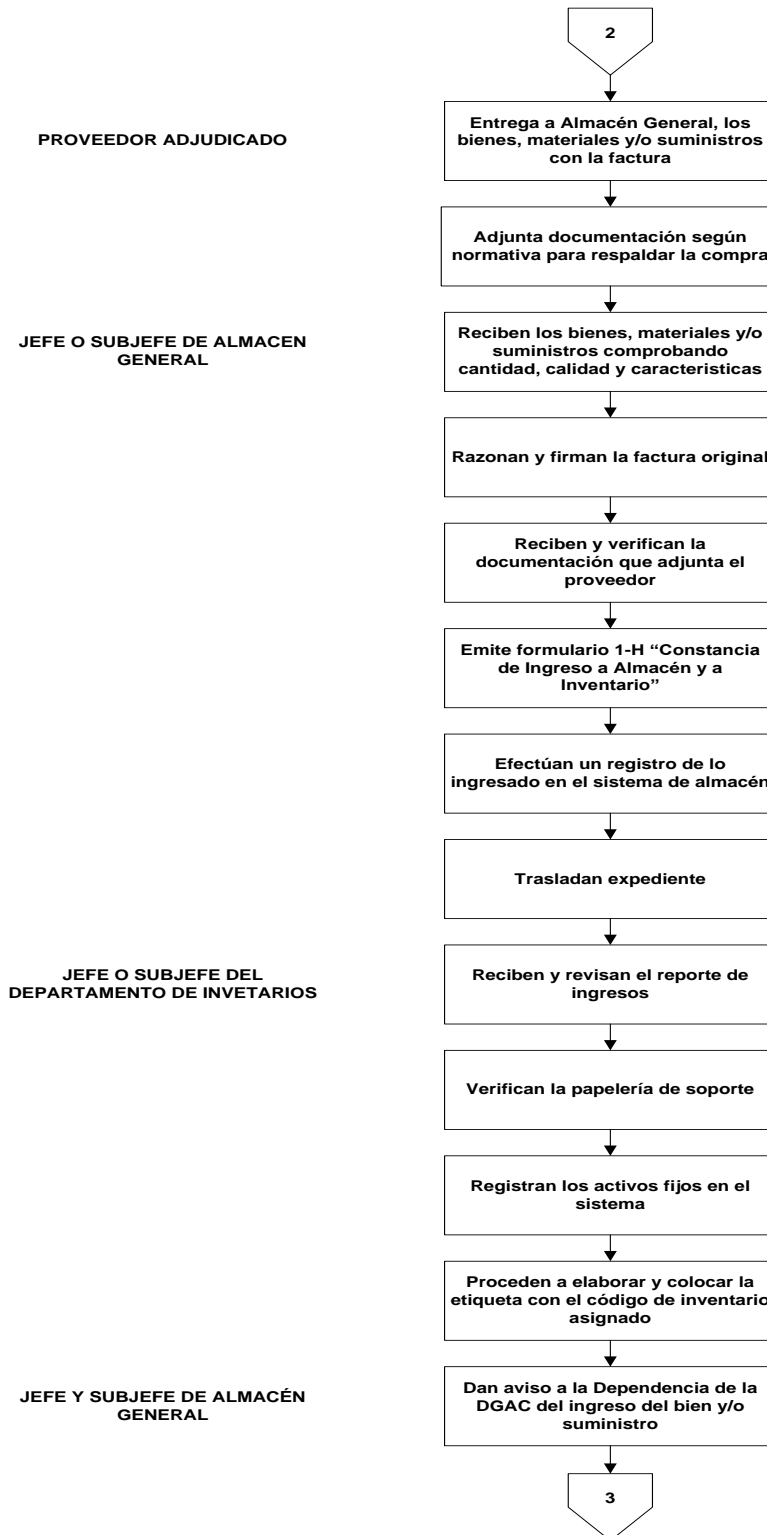 2
PROVEEDOR ADJUDICADO
Entrega a Almacén General, los
bienes, materiales y/o suministros
con la factura
Adjunta documentación según
normativa para respaldar la compra
JEFE O SUBJEFE DE ALMACEN
GENERAL
Reciben los bienes, materiales y/o
suministros comprobando
cantidad, calidad y caracteristicas
Razonan y firman la factura original
Reciben y verifican la
documentación que adjunta el
proveedor
Emite formulario 1-H “Constancia
de Ingreso a Almacén y a
Inventario”
Efectúan un registro de lo
ingresado en el sistema de almacén
Trasladan expediente
JEFE O SUBJEFE DEL
DEPARTAMENTO DE INVETARIOS
Reciben y revisan el reporte de
ingresos
Verifican la papelería de soporte
Registran los activos fijos en el
sistema
Proceden a elaborar y colocar la
etiqueta con el código de inventario
asignado
JEFE Y SUBJEFE DE ALMACÉN
GENERAL
Dan aviso a la Dependencia de la
DGAC del ingreso del bien y/o
suministro
3